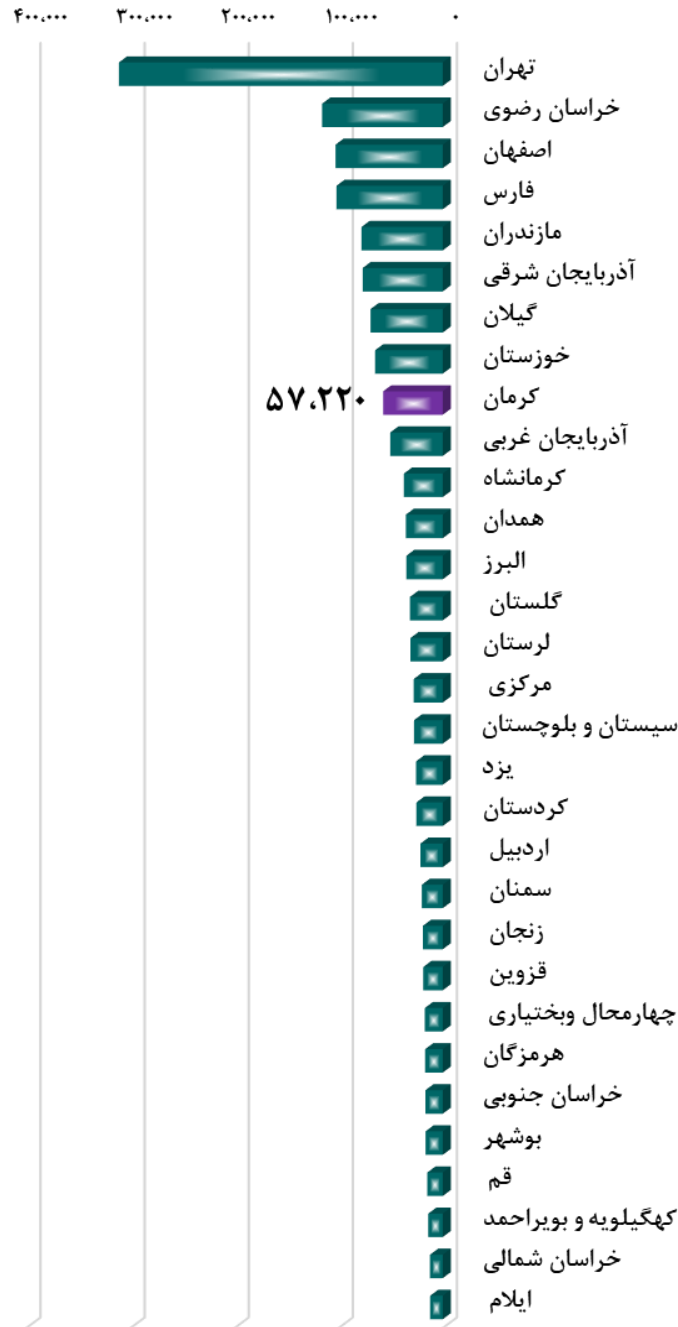 ۴۰۰،۰۰۰ ۳۰۰،۰۰۰ ۲۰۰،۰۰۰ ۱۰۰،۰۰۰ ۰
تهران
خراسان رضوی
اصفهان
فارس
مازندران
آذربایجان شرقی
گیلان
خوزستان
کرمان ۵۷،۲۲۰
آذربایجان غربی
کرمانشاه
همدان
البرز
گلستان
لرستان
مرکزی
سیستان و بلوچستان
یزد
کردستان
اردبیل
سمنان
زنجان
قزوین
چهارمحال وبختیاری
هرمزگان
خراسان جنوبی
بوشهر
قم
کهگیلویه و بویراحمد
خراسان شمالی
ایلام